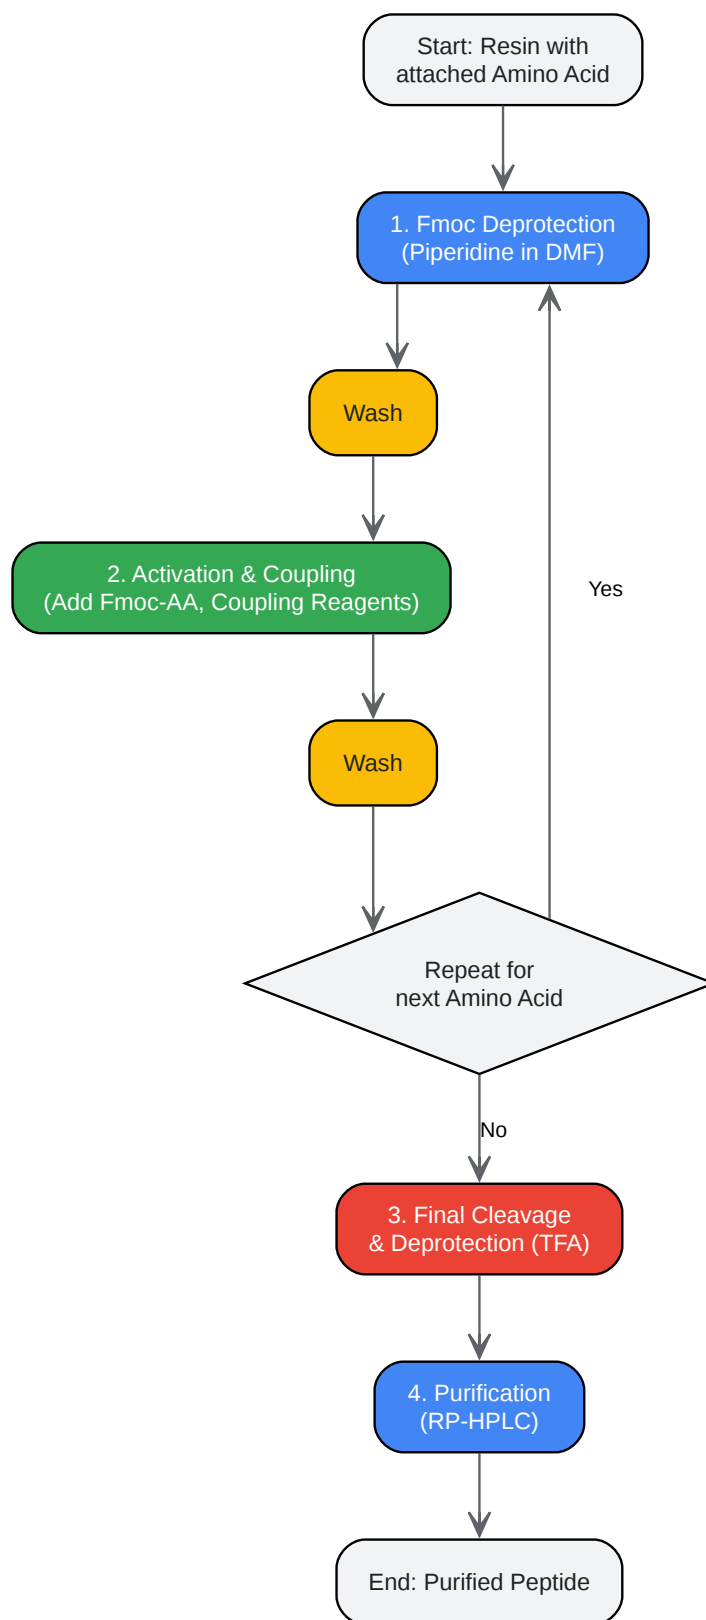 Start: Resin with
attached Amino Acid
1. Fmoc Deprotection
(Piperidine in DMF)
Wash
2. Activation & Coupling
(Add Fmoc-AA, Coupling Reagents)
Yes
Wash
Repeat for
next Amino Acid
No
3. Final Cleavage
& Deprotection (TFA)
4. Purification
(RP-HPLC)
End: Purified Peptide